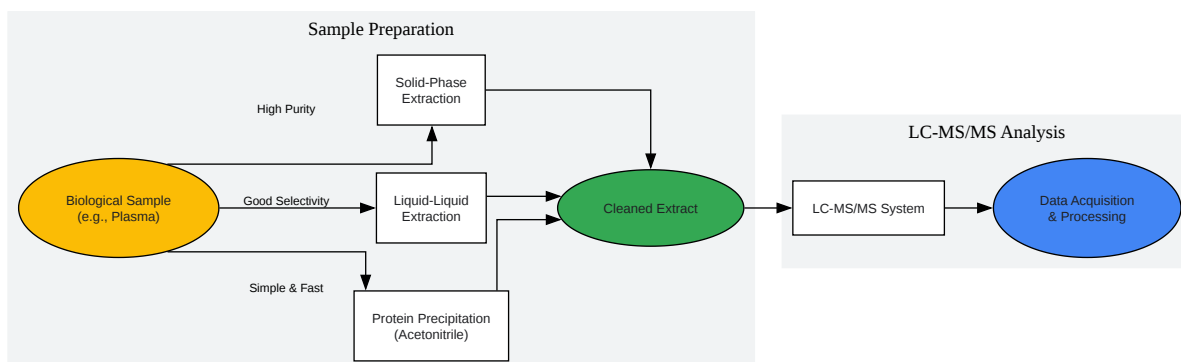 Sample Preparation
Solid-Phase
Extraction
High Purity
LC-MS/MS Analysis
Biological Sample
(e.g., Plasma)
Good Selectivity
Liquid-Liquid
Extraction
Cleaned Extract
LC-MS/MS System
Data Acquisition
& Processing
Simple & Fast
Protein Precipitation
(Acetonitrile)